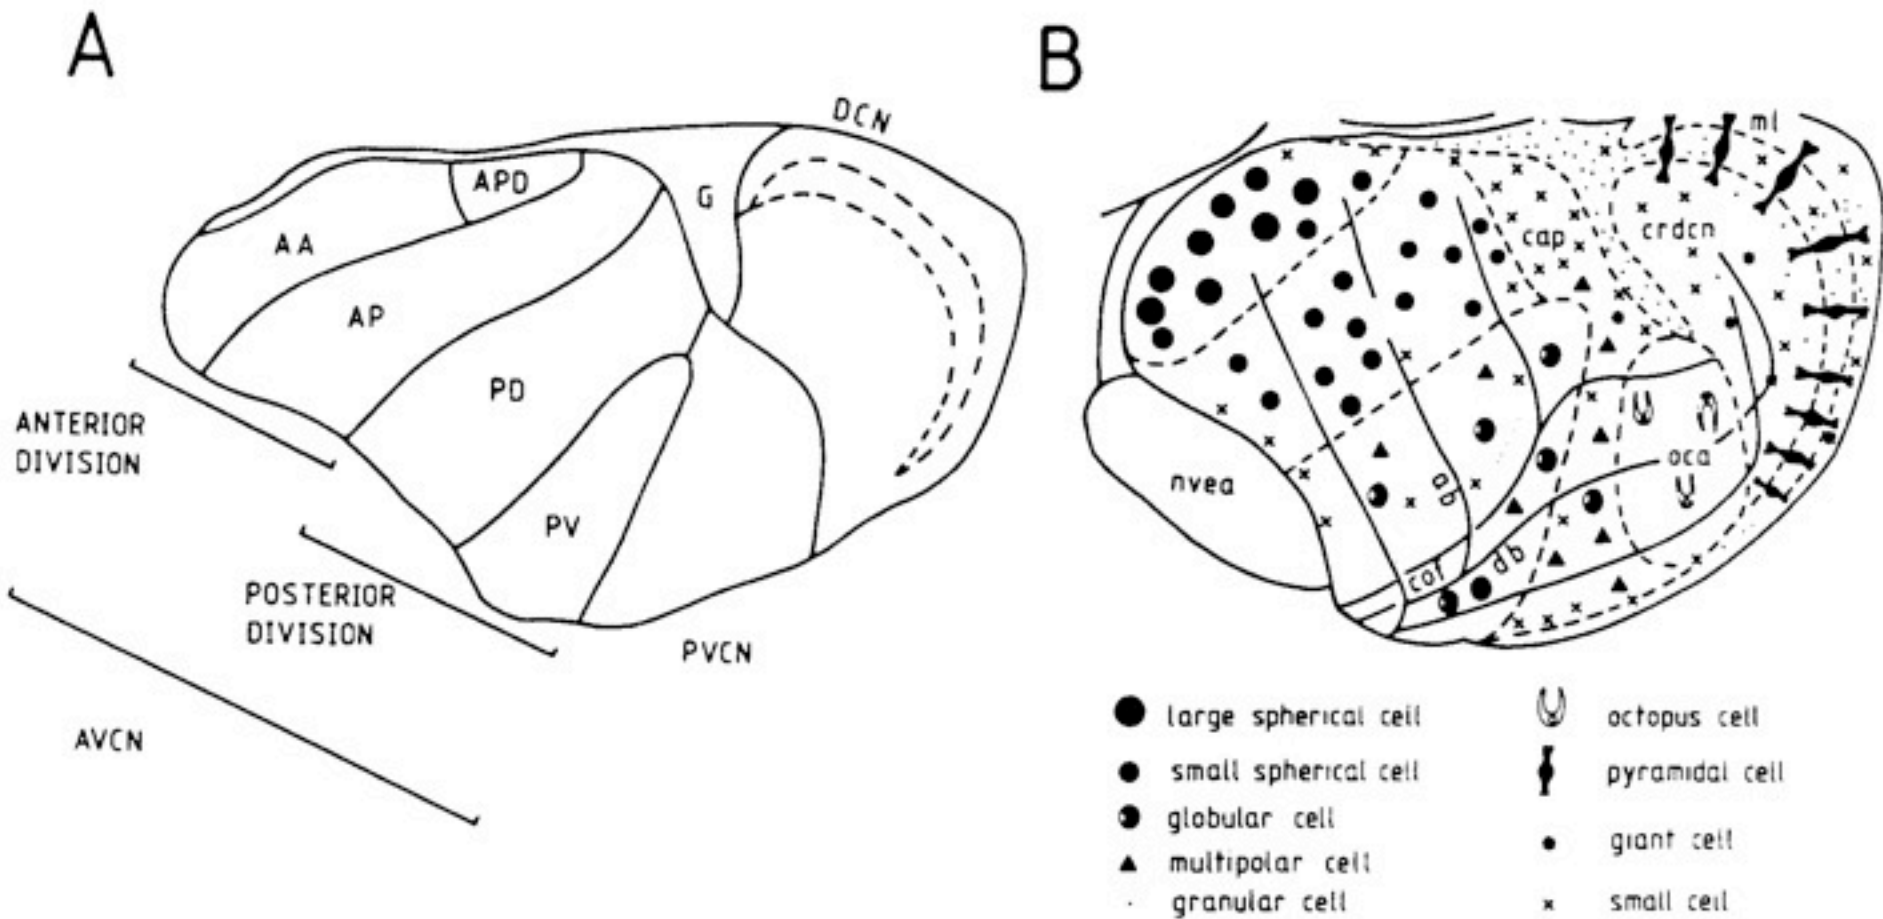 A
B
DCN
APD
G
AA
AP
PD
PV
ANTERIOR
DIVISION
POSTERIOR
DIVISION
PVCN
AVCN
ml
cap
crdcn
nvea
ab
oca
caf
db
large spherical cell
small spherical cell
globular cell
multipolar cell
granular cell
octopus cell
pyramidal cell
giant cell
small cell